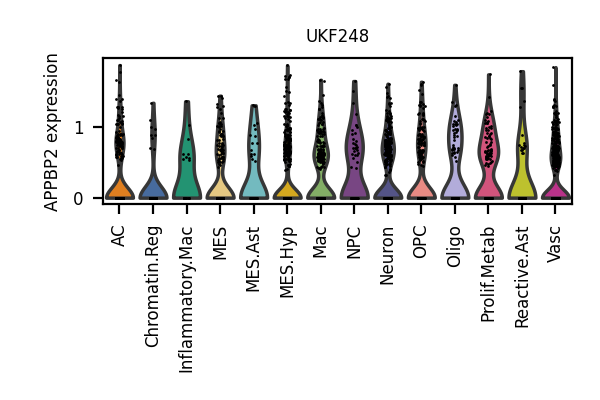 UKF248
APPBP2 expression
1
0
AC
Chromatin.Reg
Inflammatory.Mac
MES
MES.Ast
MES.Hyp
Mac
NPC
Neuron
OPC
Oligo
Prolif.Metab
Reactive.Ast
Vasc